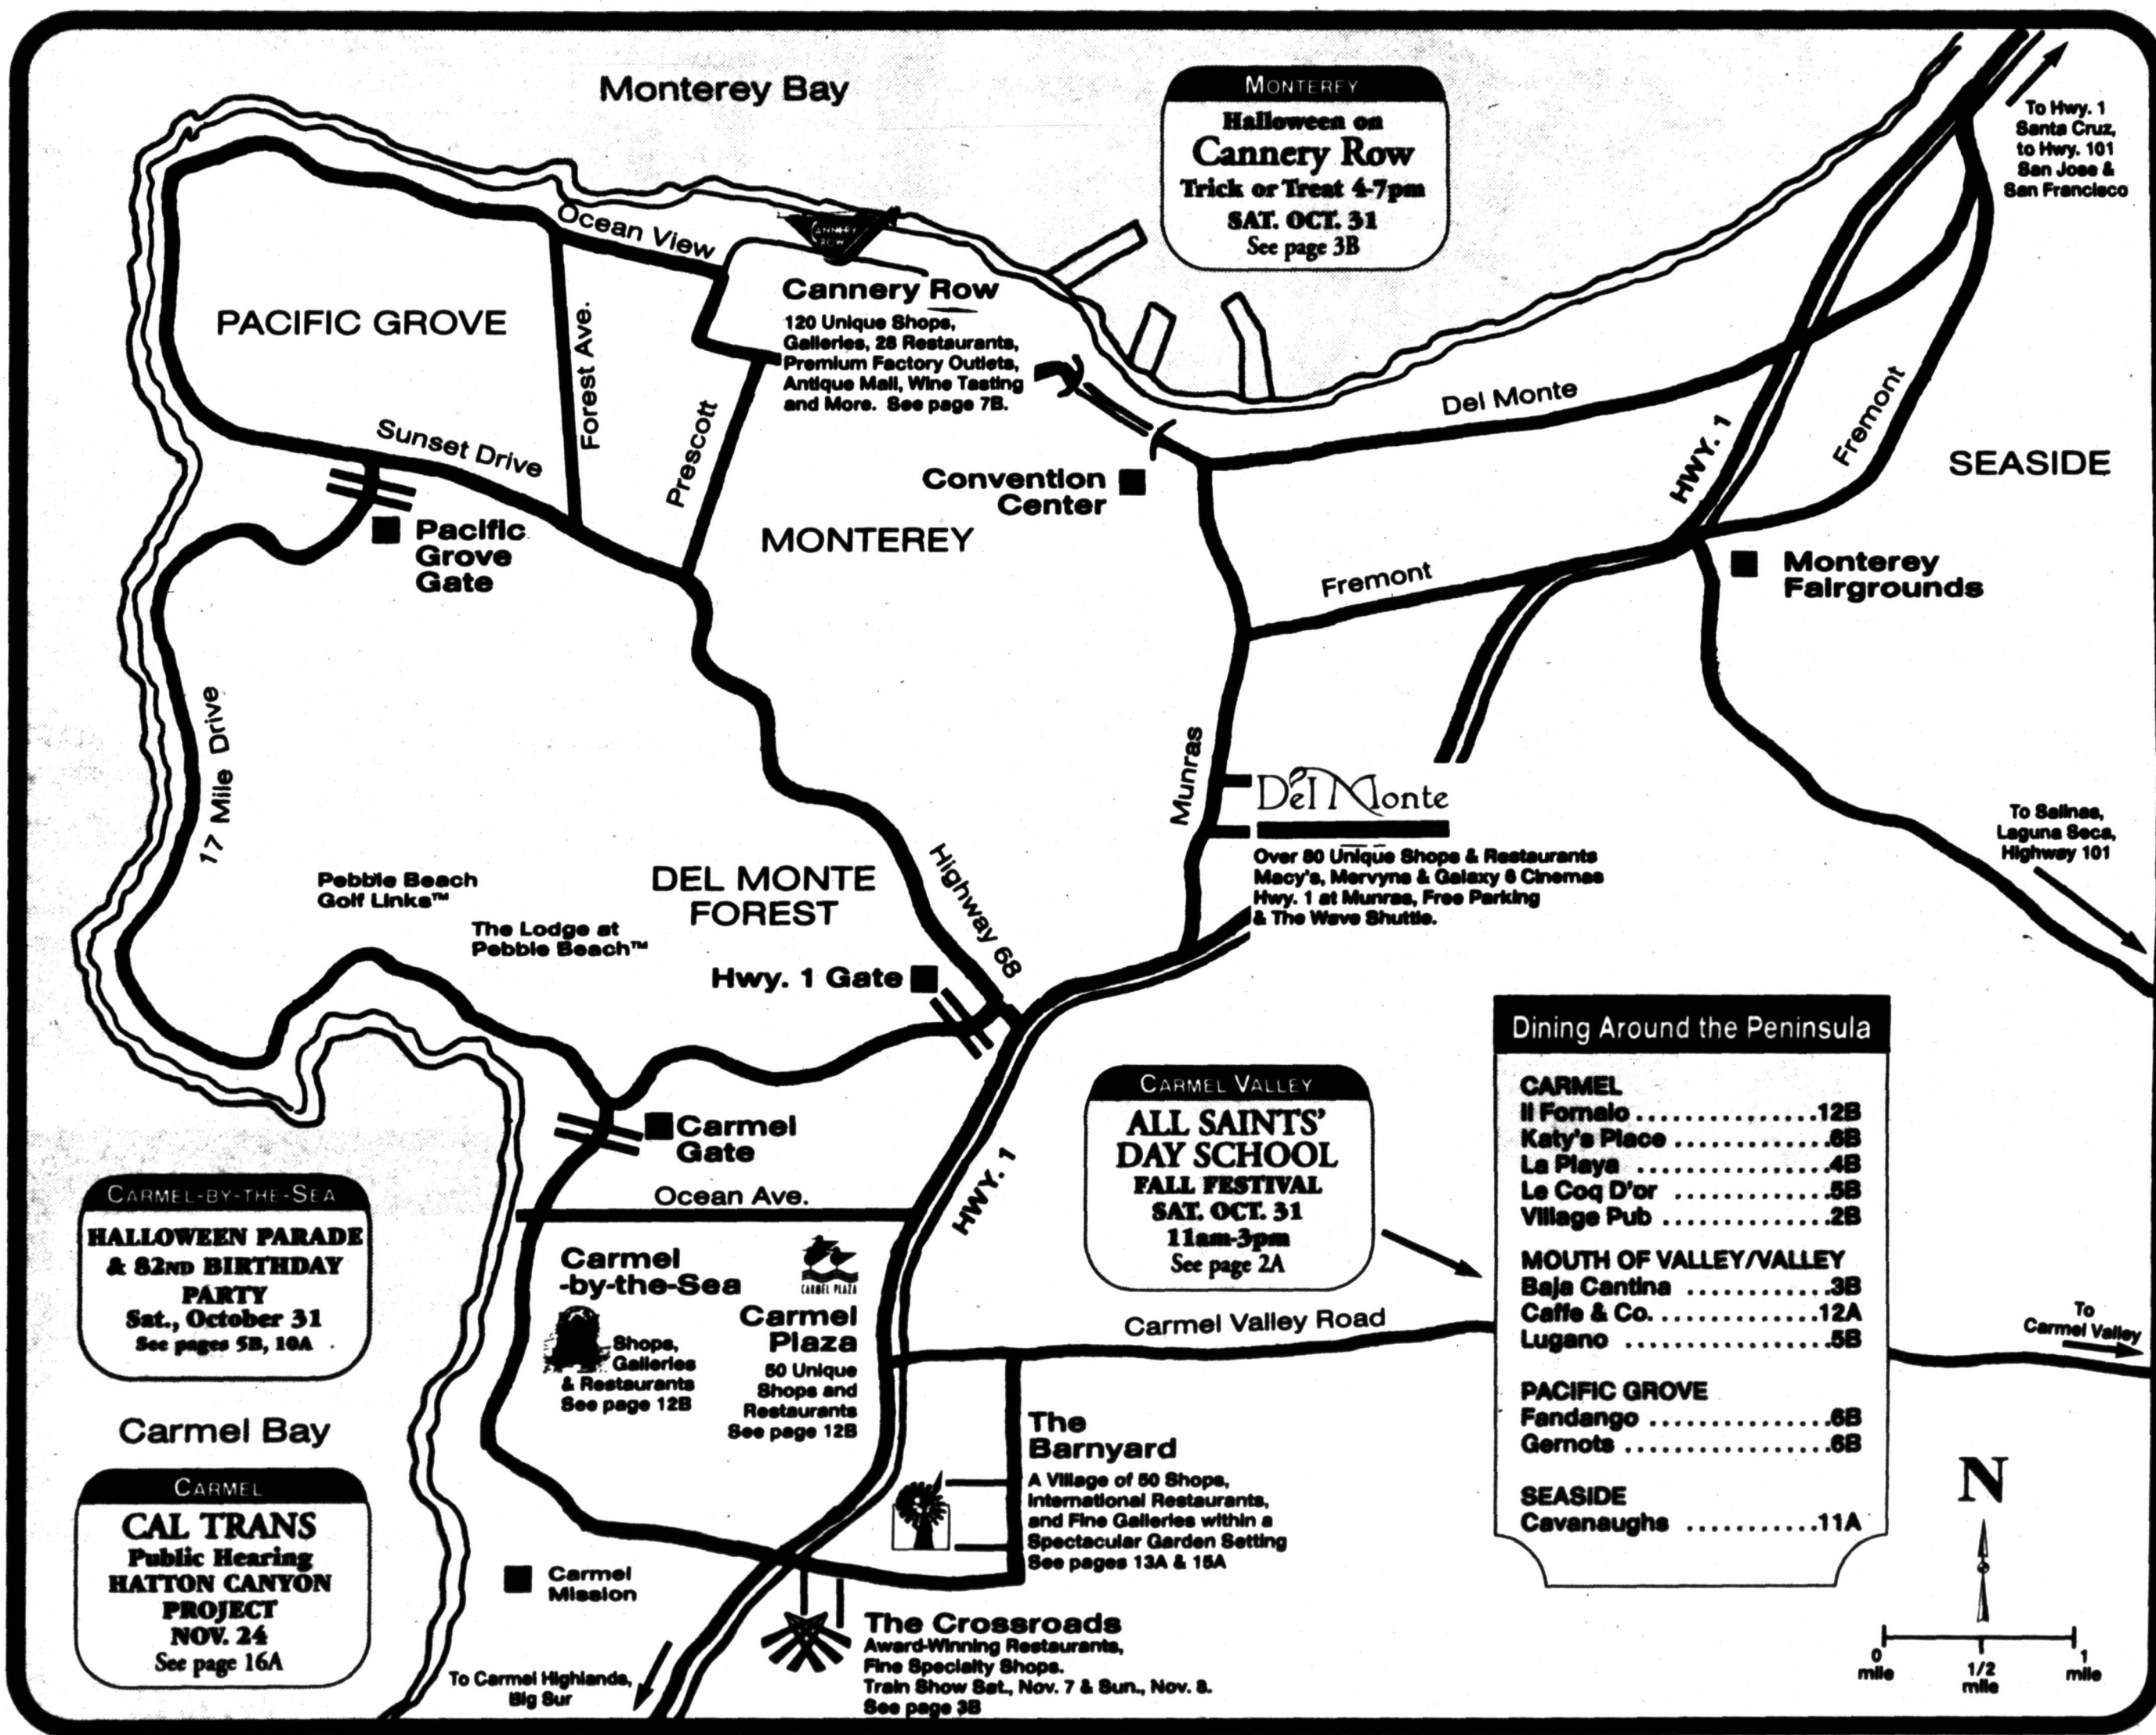 Monterey Bay
MONTEREY
Halloween on
Cannery Row
Trick or Treat 4-7pm
SAT. OCT. 31
See page 3B
To Hwy. 1
Santa Cruz,
to Hwy. 101
San Jose &
San Francisco
Ocean View
CANNERY
ROW
Cannery Row
120 Unique Shops,
Galleries, 28 Restaurants,
Premium Factory Outlets,
Antique Mall, Wine Tasting
and More. See page 7B.
PACIFIC GROVE
Forest Ave.
Prescott
Sunset Drive
Del Monte
HWY. 1
Fremont
SEASIDE
Convention
Center
Pacific
Grove
Gate
MONTEREY
Fremont
Monterey
Fairgrounds
17 Mile Drive
Munras
Del Monte
Over 80 Unique Shops & Restaurants
Macy's, Mervyns & Galaxy 6 Cinemas
Hwy. 1 at Munras, Free Parking
& The Wave Shuttle.
To Salinas,
Laguna Seca,
Highway 101
Pebble Beach
Golf Links™
The Lodge at
Pebble Beach™
DEL MONTE
FOREST
Highway 68
Hwy. 1 Gate
Carmel
Gate
Ocean Ave.
HWY. 1
CARMEL VALLEY
ALL SAINTS'
DAY SCHOOL
FALL FESTIVAL
SAT. OCT. 31
11am-3pm
See page 2A
Dining Around the Peninsula
CARMEL
Il Fornaio...............12B
Katy's Place .............6B
La Playa ................4B
Le Coq D'or .............5B
Village Pub ..............2B
MOUTH OF VALLEY/VALLEY
Baja Cantina ............3B
Caffe & Co..............12A
Lugano .................5B
PACIFIC GROVE
Fandango ...............6B
Gernots .................6B
SEASIDE
Cavanaughs ...........11A
CARMEL-BY-THE-SEA
HALLOWEEN PARADE
& 82ND BIRTHDAY
PARTY
Sat., October 31
See pages 5B, 10A
Carmel
-by-the-Sea
Shops,
Galleries
& Restaurants
See page 12B
CARMEL PLAZA
Carmel
Plaza
50 Unique
Shops and
Restaurants
See page 12B
Carmel Valley Road
To
Carmel Valley
Carmel Bay
CARMEL
CAL TRANS
Public Hearing
HATTON CANYON
PROJECT
NOV. 24
See page 16A
The
Barnyard
A Village of 50 Shops,
International Restaurants,
and Fine Galleries within a
Spectacular Garden Setting
See pages 13A & 15A
Carmel
Mission
The Crossroads
Award-Winning Restaurants,
Fine Specialty Shops.
Train Show Sat., Nov. 7 & Sun., Nov. 8.
See page 3B
To Carmel Highlands,
Big Sur
N
0
mile
1/2
mile
1
mile